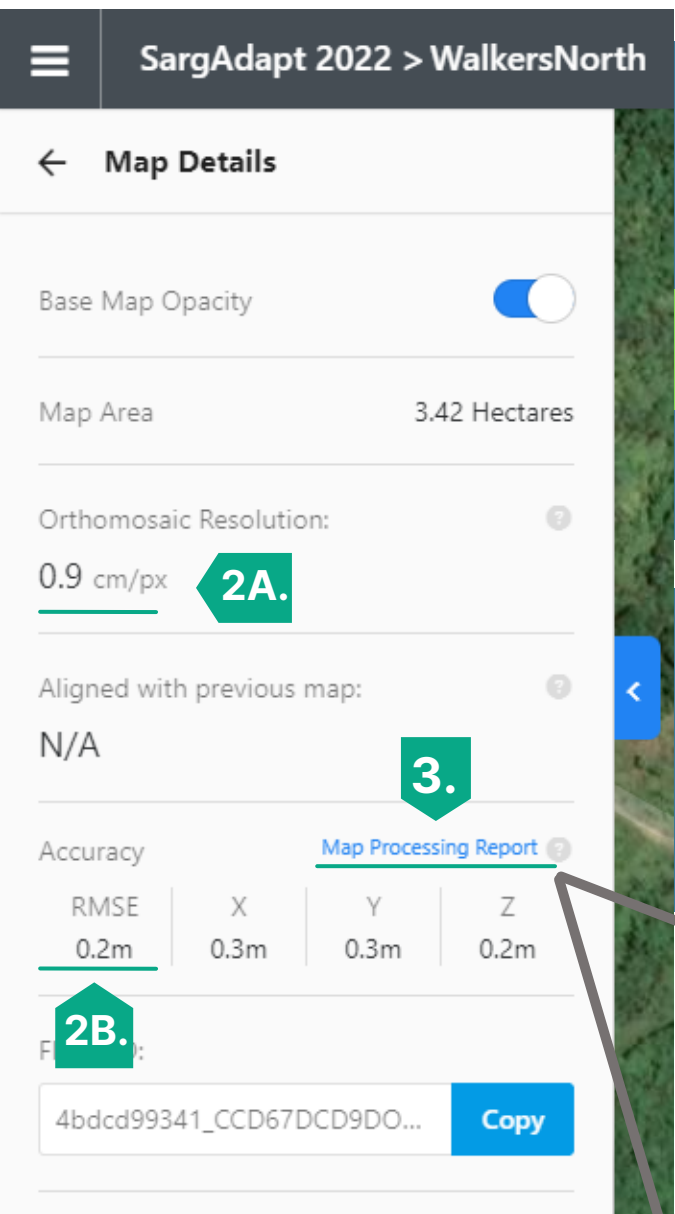 SargAdapt 2022 > WalkersNorth
Map Details
Base Map Opacity
Map Area 3.42 Hectares
Orthomosaic Resolution: ?
0.9 cm/px 2A.
Aligned with previous map: ?
N/A
3.
Accuracy Map Processing Report ?
RMSE X Y Z
0.2m 0.3m 0.3m 0.2m
2B.
4bdcd99341_CCD67DCD9DO... Copy